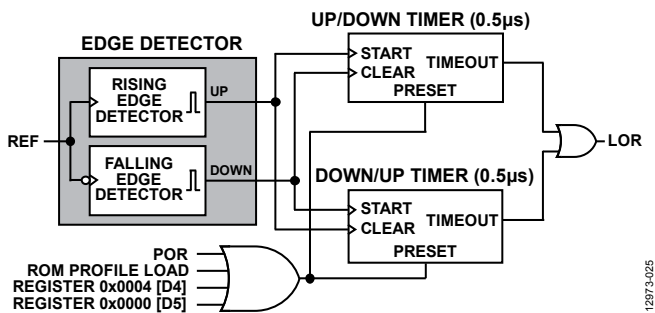 UP/DOWN TIMER (0.5µs)
EDGE DETECTOR
START
CLEAR
TIMEOUT
PRESET
RISING
EDGE
DETECTOR
UP
REF
LOR
FALLING
EDGE
DETECTOR
DOWN
DOWN/UP TIMER (0.5µs)
START
CLEAR
TIMEOUT
PRESET
POR
ROM PROFILE LOAD
REGISTER 0x0004 [D4]
REGISTER 0x0000 [D5]
12973-025